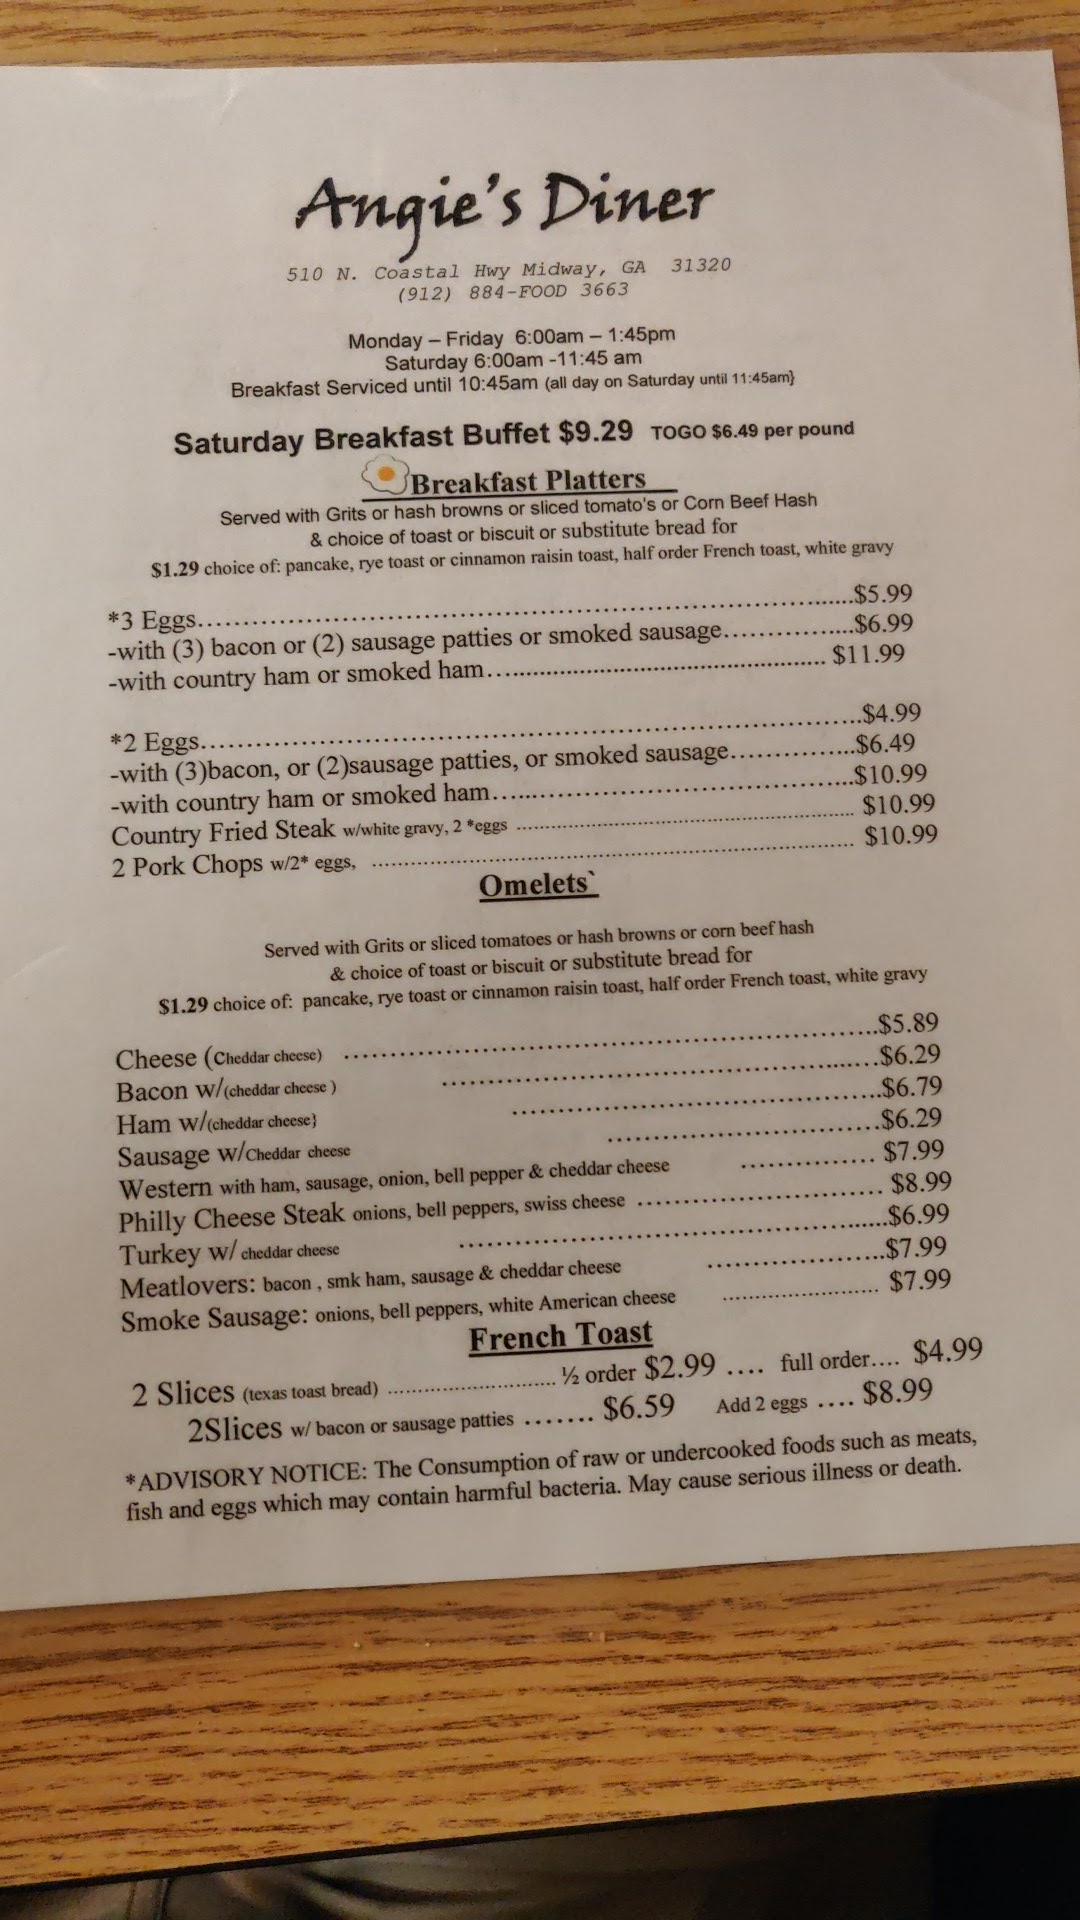 Angie's Diner
510 N. Coastal Hwy Midway, GA 31320
(912) 884-FOOD 3663
Monday – Friday 6:00am – 1:45pm
Saturday 6:00am -11:45 am
Breakfast Serviced until 10:45am (all day on Saturday until 11:45am}
Saturday Breakfast Buffet $9.29 TOGO $6.49 per pound
Breakfast Platters
Served with Grits or hash browns or sliced tomato's or Corn Beef Hash
& choice of toast or biscuit or substitute bread for
$1.29 choice of: pancake, rye toast or cinnamon raisin toast, half order French toast, white gravy
*3 Eggs..........$5.99
-with (3) bacon or (2) sausage patties or smoked sausage..........$6.99
-with country ham or smoked ham.......... $11.99
*2 Eggs..........$4.99
-with (3)bacon, or (2)sausage patties, or smoked sausage..........$6.49
-with country ham or smoked ham..........$10.99
Country Fried Steak w/white gravy, 2 *eggs .......... $10.99
2 Pork Chops w/2* eggs, .......... $10.99
Omelets`
Served with Grits or sliced tomatoes or hash browns or corn beef hash
& choice of toast or biscuit or substitute bread for
$1.29 choice of: pancake, rye toast or cinnamon raisin toast, half order French toast, white gravy
Cheese (Cheddar cheese) ..........$5.89
Bacon w/(cheddar cheese ) ..........$6.29
Ham w/(cheddar cheese} ..........$6.79
Sausage w/Cheddar cheese ..........$6.29
Western with ham, sausage, onion, bell pepper & cheddar cheese .......... $7.99
Philly Cheese Steak onions, bell peppers, swiss cheese .......... $8.99
Turkey w/ cheddar cheese ..........$6.99
Meatlovers: bacon , smk ham, sausage & cheddar cheese ..........$7.99
Smoke Sausage: onions, bell peppers, white American cheese .......... $7.99
French Toast
2 Slices (texas toast bread) .......... ½ order $2.99 .... full order.... $4.99
2Slices w/ bacon or sausage patties ....... $6.59 Add 2 eggs .... $8.99
*ADVISORY NOTICE: The Consumption of raw or undercooked foods such as meats,
fish and eggs which may contain harmful bacteria. May cause serious illness or death.